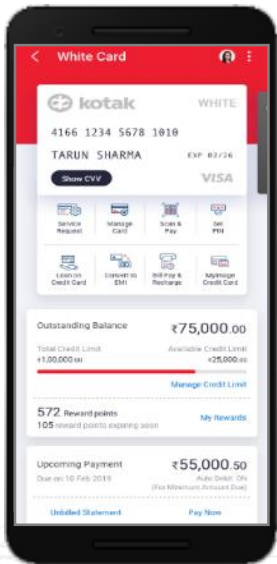 White Card
kotak WHITE
4166 1234 5678 1010
TARUN SHARMA EXP 02/26
Show CVV VISA
Service Request Manage Card Scan & Pay Set PIN
Loan on Credit Card Convert to EMI Bill Pay & Recharge MyImage Credit Card
Outstanding Balance ₹75,000.00
Total Credit Limit Available Credit Limit
₹1,00,000.00 ₹25,000.00
Manage Credit Limit
572 Reward points My Rewards
105 reward points expiring soon
Upcoming Payment ₹55,000.50
Due on 10 Feb 2019 Auto Debit: ON
(For Minimum Amount Due)
Unbilled Statement Pay Now